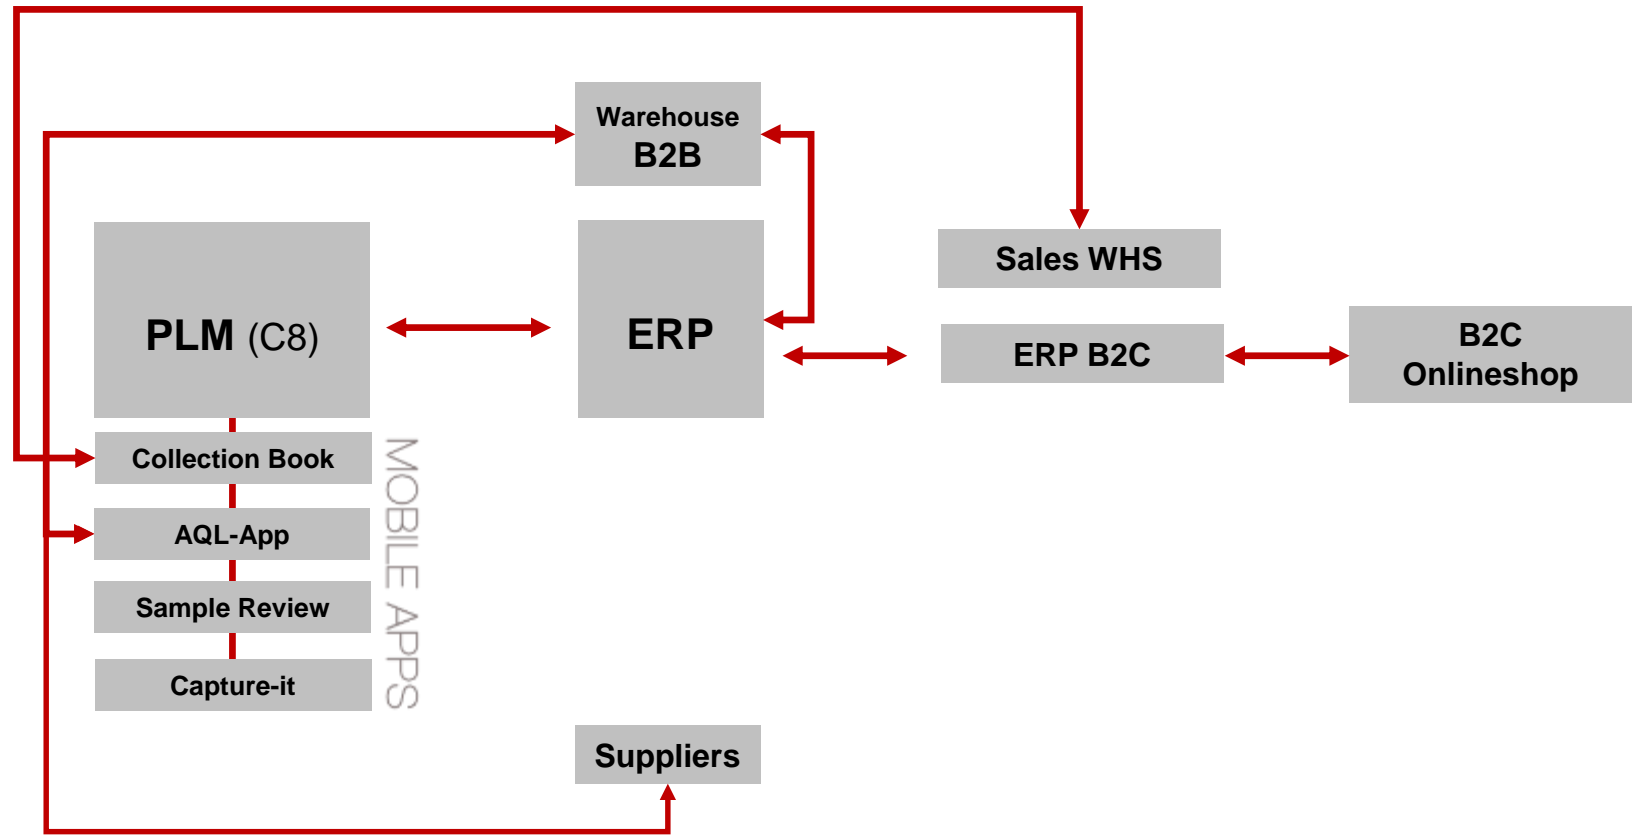 Warehouse
B2B
Sales WHS
PLM (C8)
ERP
ERP B2C
B2C
Onlineshop
Collection Book
AQL-App
Sample Review
Capture-it
MOBILE APPS
Suppliers